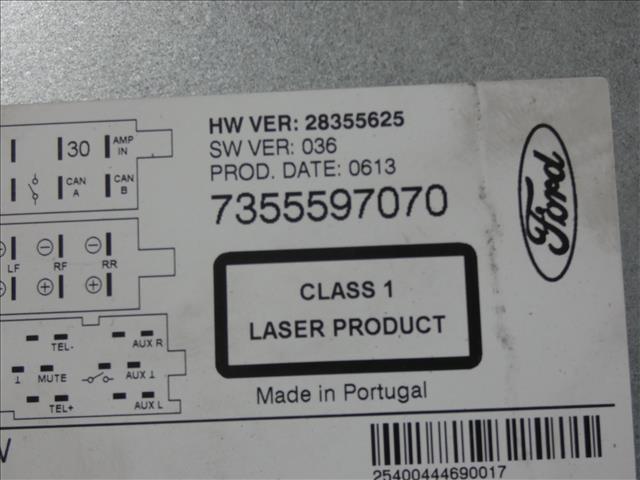 HW VER: 28355625
SW VER: 036
PROD. DATE: 0613
7355597070
Ford
CLASS 1
LASER PRODUCT
Made in Portugal
25400444690017
30 AMP IN
CAN A CAN B
LF RF RR
TEL- AUX R
MUTE AUX
TEL+ AUX L